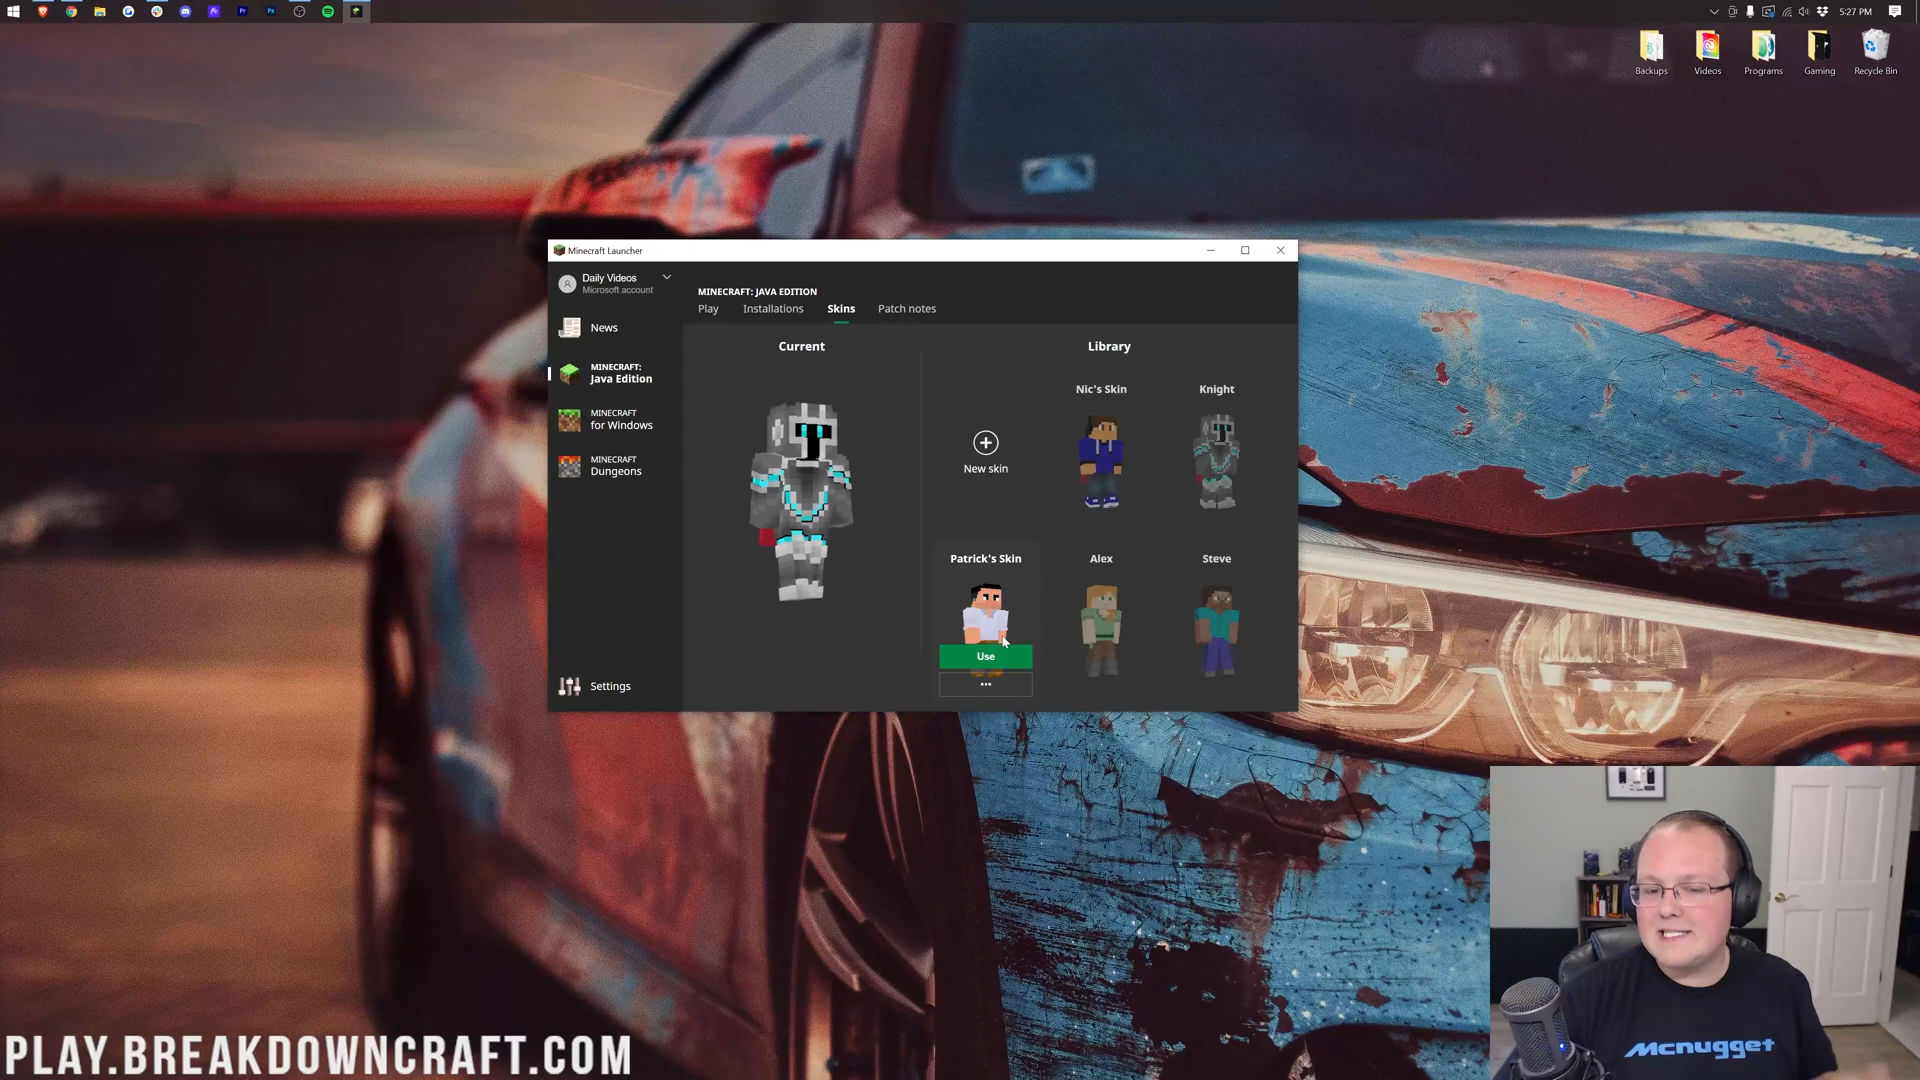 5:27 PM
Backups
Videos
Programs
Gaming
Recycle Bin
Minecraft Launcher
Daily Videos
Microsoft account
News
MINECRAFT:
Java Edition
MINECRAFT
for Windows
MINECRAFT
Dungeons
Settings
MINECRAFT: JAVA EDITION
Play
Installations
Skins
Patch notes
Current
Library
New skin
Nic's Skin
Knight
Patrick's Skin
Use
Alex
Steve
Mcnugget
PLAY.BREAKDOWNCRAFT.COM